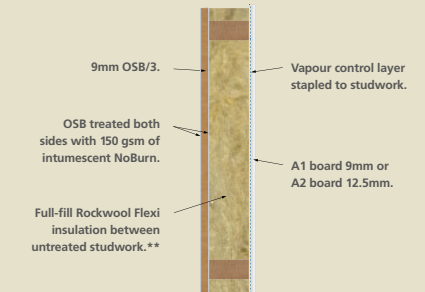 9mm OSB/3.
OSB treated both
sides with 150 gsm of
intumescent NoBurn.
Full-fill Rockwool Flexi
insulation between
untreated studwork.**
Vapour control layer
stapled to studwork.
A1 board 9mm or
A2 board 12.5mm.